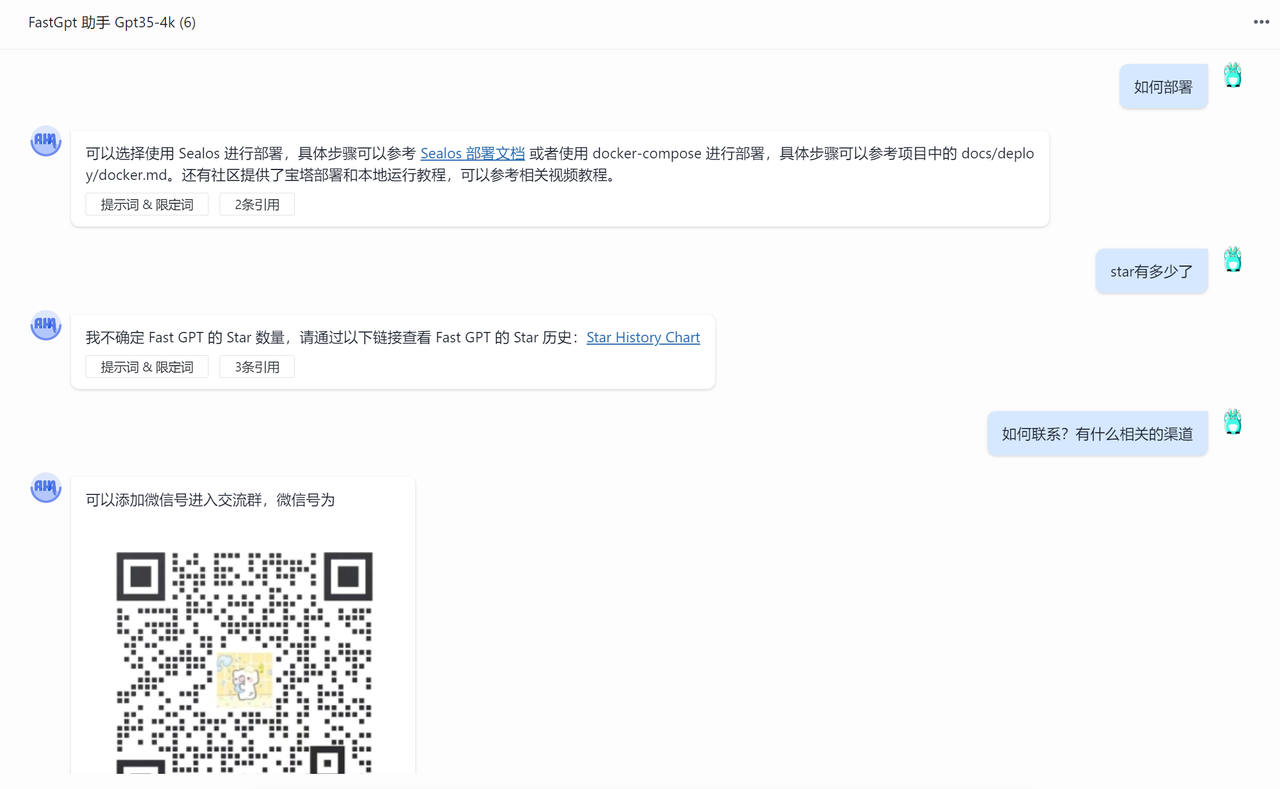 FastGpt 助手 Gpt35-4k (6)
如何部署
可以选择使用 Sealos 进行部署，具体步骤可以参考 Sealos 部署文档 或者使用 docker-compose 进行部署，具体步骤可以参考项目中的 docs/deplo
y/docker.md。还有社区提供了宝塔部署和本地运行教程，可以参考相关视频教程。
提示词 & 限定词 2条引用
star有多少了
我不确定 Fast GPT 的 Star 数量，请通过以下链接查看 Fast GPT 的 Star 历史：Star History Chart
提示词 & 限定词 3条引用
如何联系？有什么相关的渠道
可以添加微信号进入交流群，微信号为